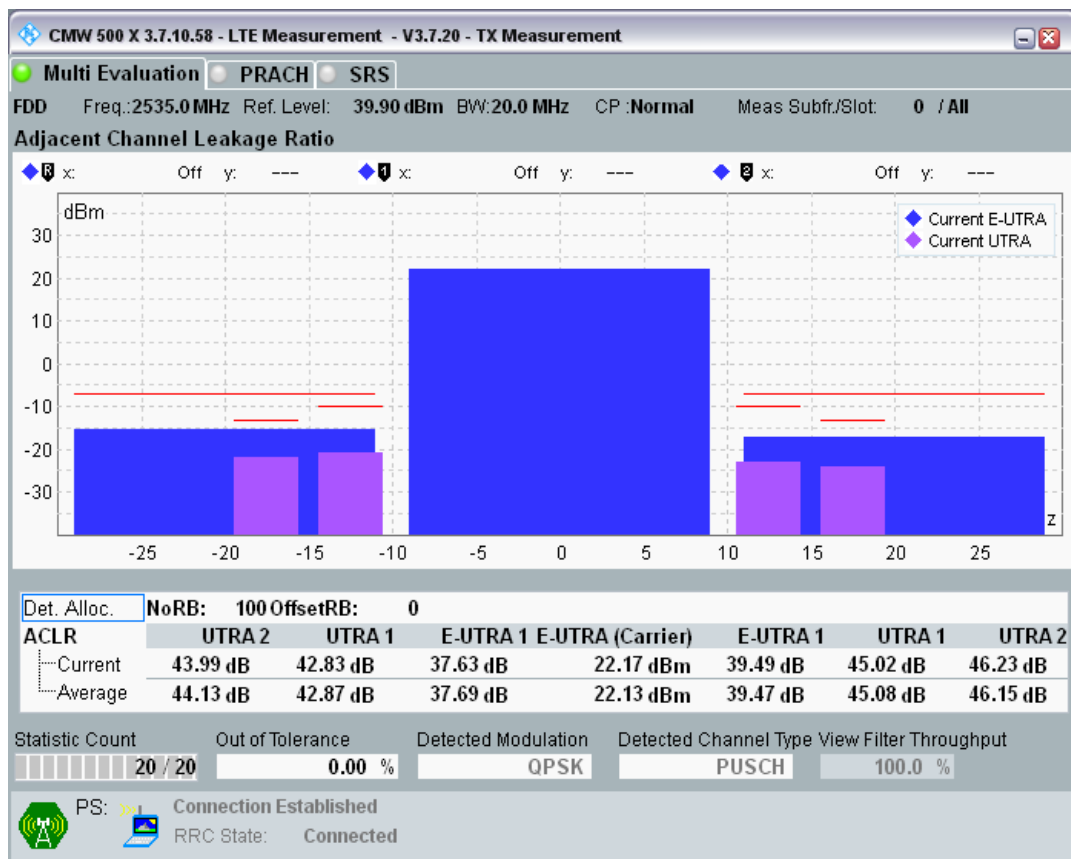 CMW 500 X 3.7.10.58 - LTE Measurement - V3.7.20 - TX Measurement
Multi Evaluation PRACH SRS
FDD Freq.:2535.0 MHz Ref. Level: 39.90 dBm BW:20.0 MHz CP :Normal Meas Subfr./Slot: 0 / All
Adjacent Channel Leakage Ratio
R x: Off y: --- 1 x: Off y: --- 2 x: Off y: ---
dBm
Current E-UTRA
Current UTRA
30
20
10
0
-10
-20
-30
z
-25 -20 -15 -10 -5 0 5 10 15 20 25
Det. Alloc. NoRB: 100 OffsetRB: 0
ACLR UTRA 2 UTRA 1 E-UTRA 1 E-UTRA (Carrier) E-UTRA 1 UTRA 1 UTRA 2
Current 43.99 dB 42.83 dB 37.63 dB 22.17 dBm 39.49 dB 45.02 dB 46.23 dB
Average 44.13 dB 42.87 dB 37.69 dB 22.13 dBm 39.47 dB 45.08 dB 46.15 dB
Statistic Count Out of Tolerance Detected Modulation Detected Channel Type View Filter Throughput
20 / 20 0.00 % QPSK PUSCH 100.0 %
PS: Connection Established
RRC State: Connected